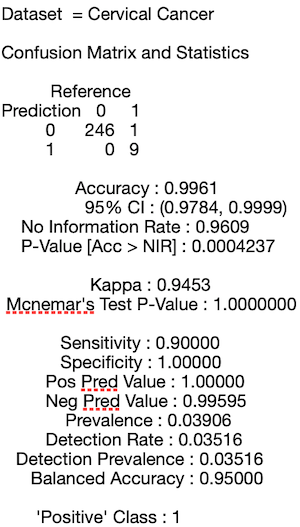 Dataset = Cervical Cancer
Confusion Matrix and Statistics
Reference
Prediction 0 1
0 246 1
1 0 9
Accuracy : 0.9961
95% CI : (0.9784, 0.9999)
No Information Rate : 0.9609
P-Value [Acc > NIR] : 0.0004237
Kappa : 0.9453
Mcnemar's Test P-Value : 1.0000000
Sensitivity : 0.90000
Specificity : 1.00000
Pos Pred Value : 1.00000
Neg Pred Value : 0.99595
Prevalence : 0.03906
Detection Rate : 0.03516
Detection Prevalence : 0.03516
Balanced Accuracy : 0.95000
'Positive' Class : 1